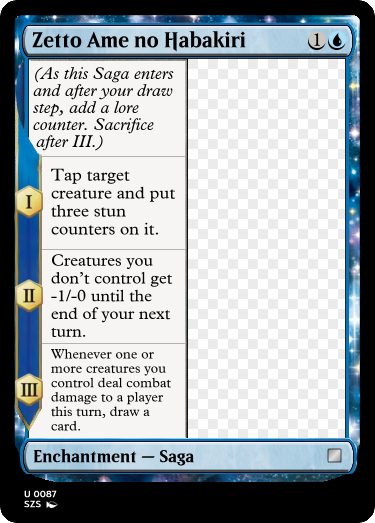 Zetto Ame no Habakiri 1
(As this Saga enters
and after your draw
step, add a lore
counter. Sacrifice
after III.)
I
Tap target
creature and put
three stun
counters on it.
II
Creatures you
don't control get
-1/-0 until the
end of your next
turn.
III
Whenever one or
more creatures you
control deal combat
damage to a player
this turn, draw a
card.
Enchantment — Saga
U 0087
SZS